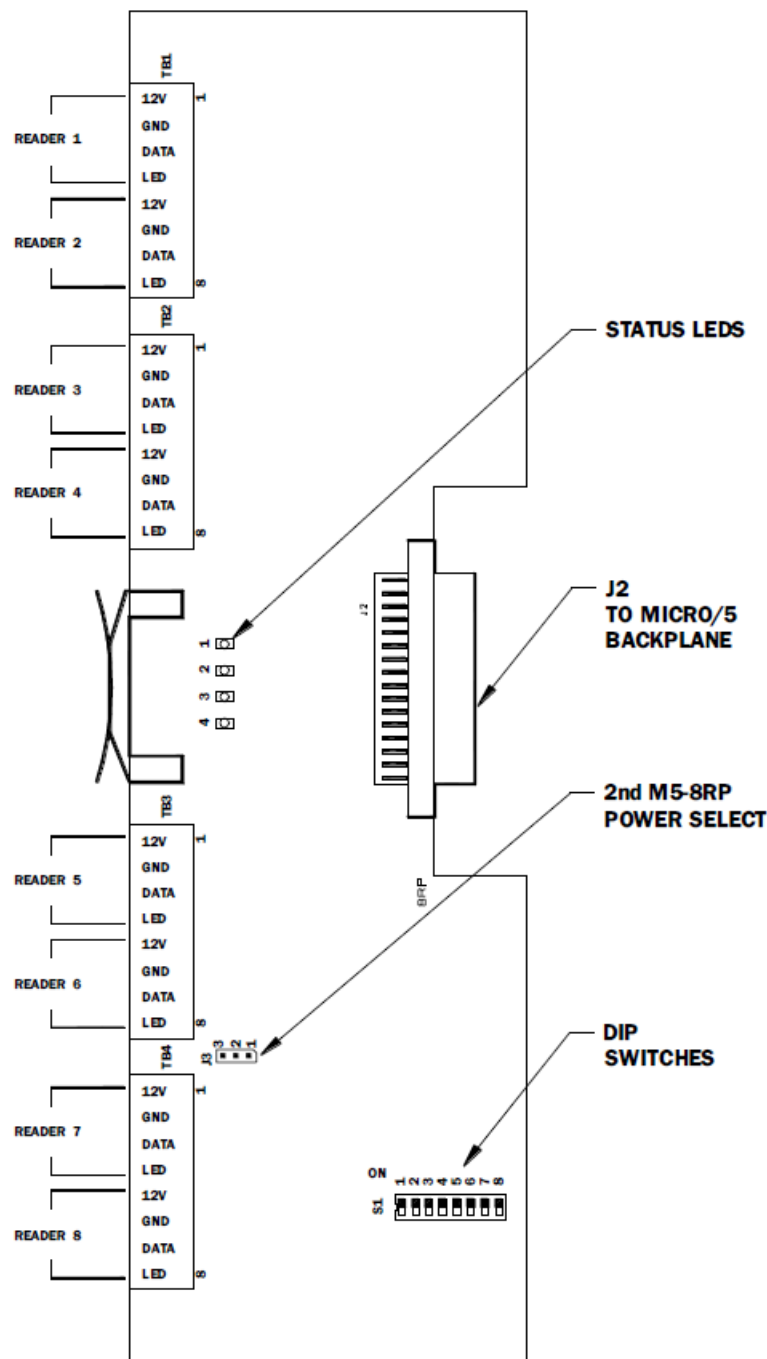 TB1
READER 1
12V 1
GND
DATA
LED
READER 2
12V
GND
DATA
LED 8
TB2
READER 3
12V 1
GND
DATA
LED
READER 4
12V
GND
DATA
LED 8
STATUS LEDS
1
2
3
4
J2
J2
TO MICRO/5
BACKPLANE
2nd M5-8RP
POWER SELECT
TB3
READER 5
12V 1
GND
DATA
LED
READER 6
12V
GND
DATA
LED 8
8RP
TB4
J3
3 2 1
DIP
SWITCHES
READER 7
12V 1
GND
DATA
LED
READER 8
12V
GND
DATA
LED 8
ON
S1
1 2 3 4 5 6 7 8